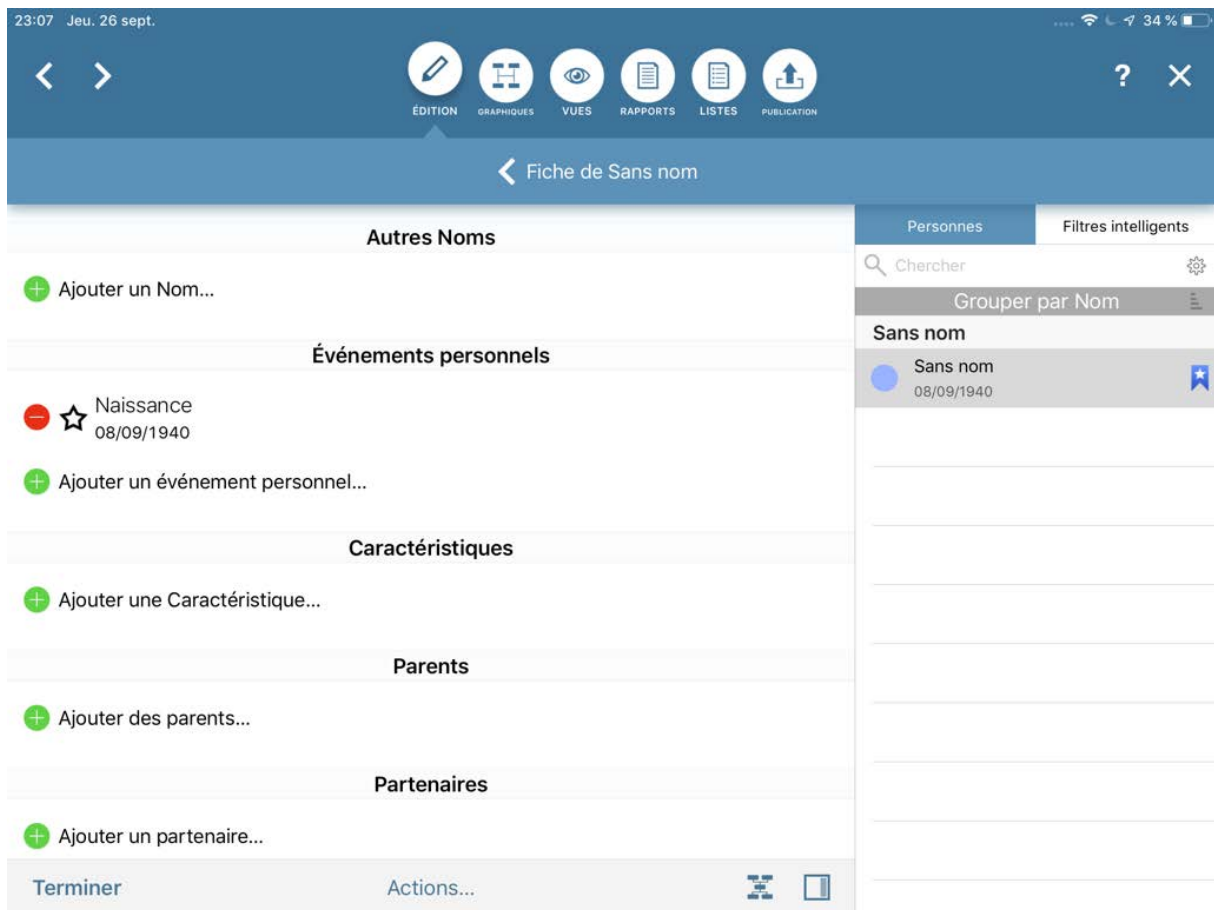 23:07 Jeu. 26 sept.
34 %
ÉDITION
GRAPHIQUES
VUES
RAPPORTS
LISTES
PUBLICATION
?
Fiche de Sans nom
Autres Noms
Ajouter un Nom...
Événements personnels
Naissance
08/09/1940
Ajouter un événement personnel...
Caractéristiques
Ajouter une Caractéristique...
Parents
Ajouter des parents...
Partenaires
Ajouter un partenaire...
Terminer
Actions...
Personnes
Filtres intelligents
Chercher
Grouper par Nom
Sans nom
Sans nom
08/09/1940